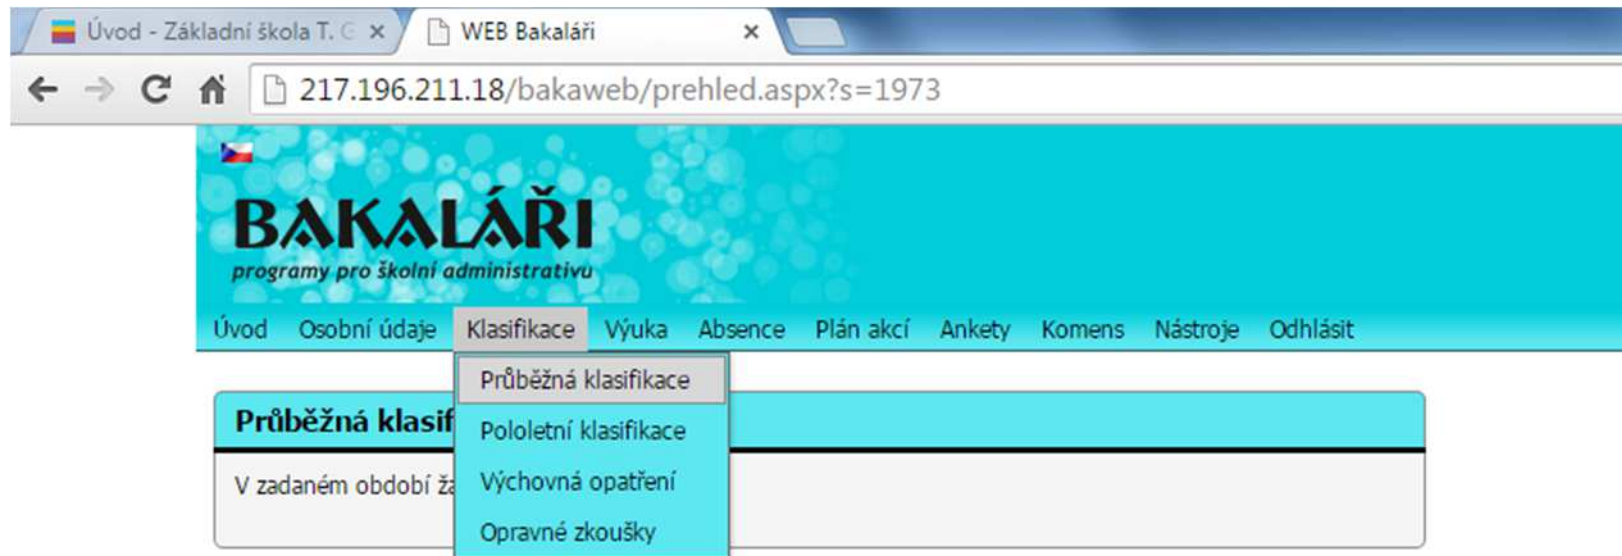 Úvod - Základní škola T. G
WEB Bakaláři
217.196.211.18/bakaweb/prehled.aspx?s=1973
BAKALÁŘI
programy pro školní administrativu
Úvod Osobní údaje Klasifikace Výuka Absence Plán akcí Ankety Komens Nástroje Odhlásit
Průběžná klasifikace
Průběžná klasif
Pololetní klasifikace
V zadaném období
Výchovná opatření
Opravné zkoušky